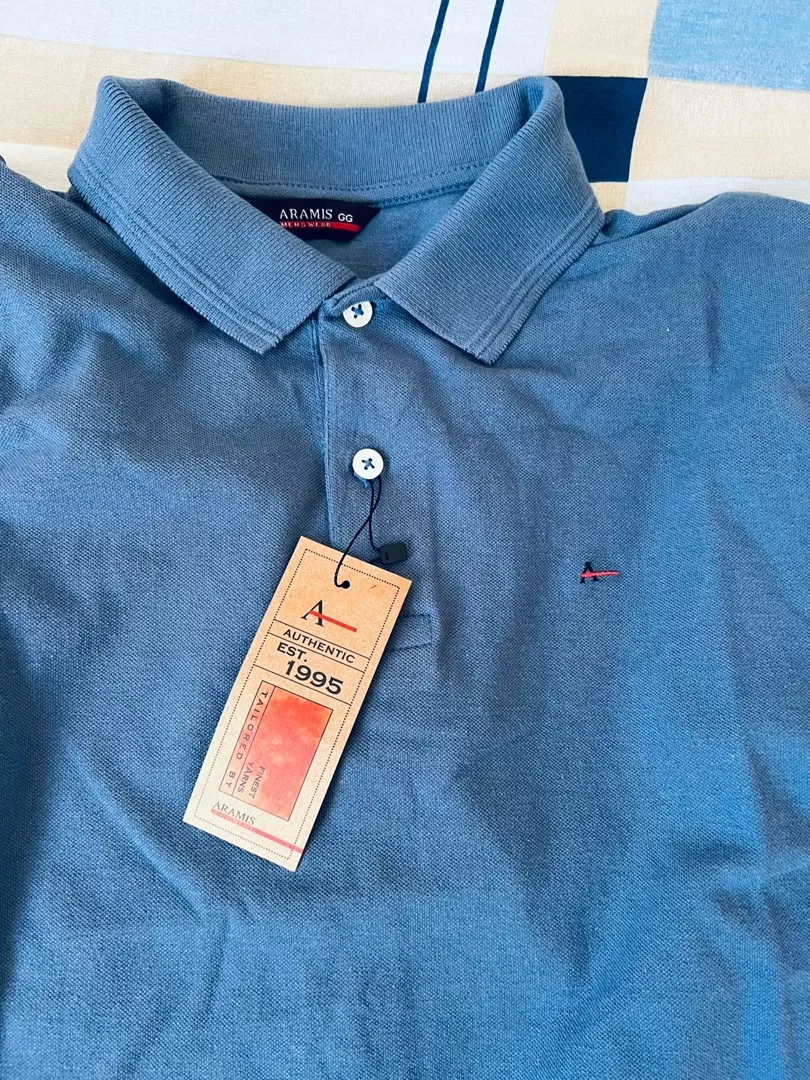 ARAMIS GG
MENSWEAR
A
A
AUTHENTIC
EST.
1995
TAILORED BY
FINEST
YARNS
ARAMIS